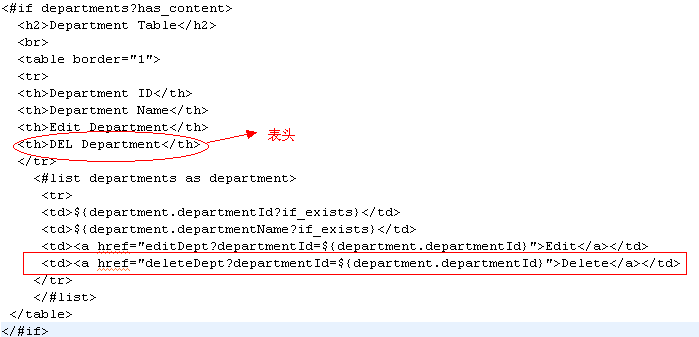 <#if departments?has_content>
<h2>Department Table</h2>
<br>
<table border="1">
<tr>
<th>Department ID</th>
<th>Department Name</th>
<th>Edit Department</th>
<th>DEL Department</th> 表头
</tr>
<#list departments as department>
<tr>
<td>${department.departmentId?if_exists}</td>
<td>${department.departmentName?if_exists}</td>
<td><a href="editDept?departmentId=${department.departmentId}">Edit</a></td>
<td><a href="deleteDept?departmentId=${department.departmentId}">Delete</a></td>
</tr>
</#list>
</table>
</#if>